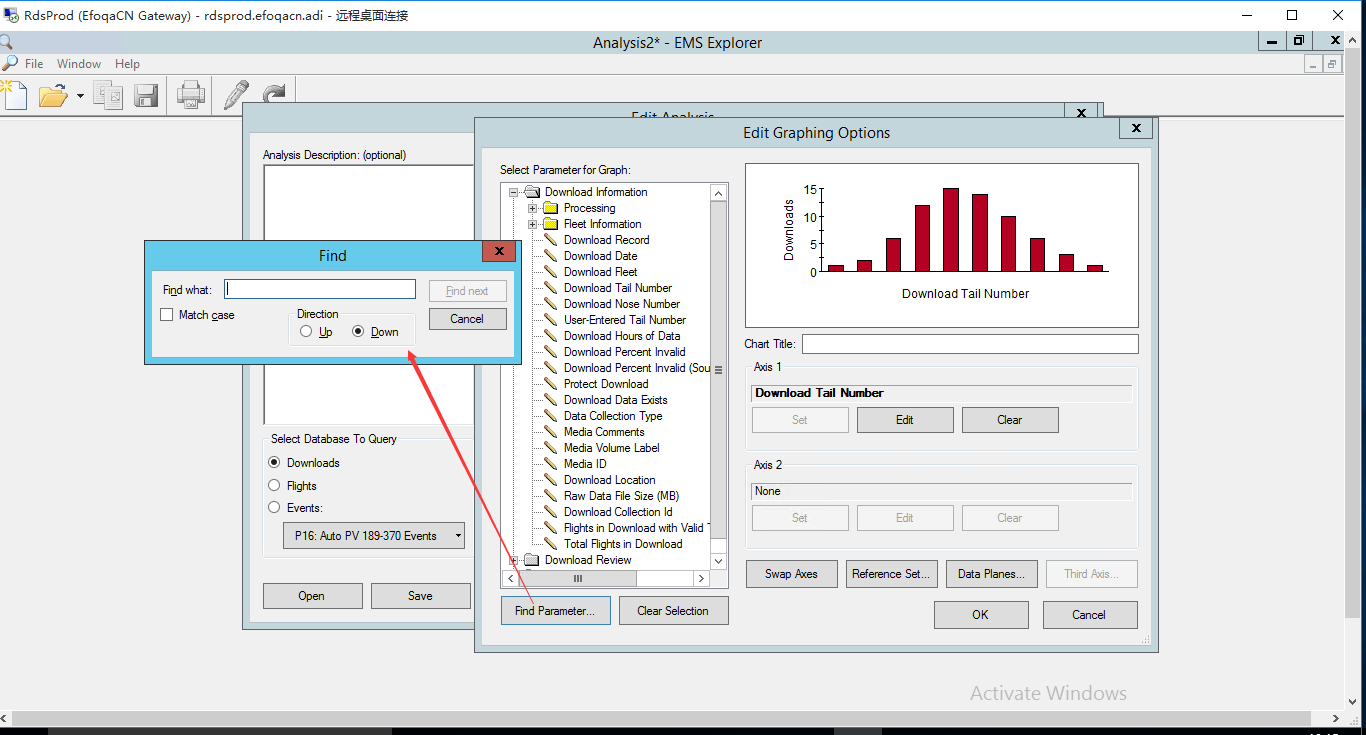 RdsProd (EfoqaCN Gateway) - rdsprod.efoqacn.adi - 远程桌面连接
Analysis2* - EMS Explorer
File Window Help
Edit Analysis
Edit Graphing Options
Analysis Description: (optional)
Select Parameter for Graph:
Download Information
Processing
Fleet Information
Download Record
Download Date
Download Fleet
Download Tail Number
Download Nose Number
User-Entered Tail Number
Download Hours of Data
Download Percent Invalid
Download Percent Invalid (Sou
Protect Download
Download Data Exists
Data Collection Type
Media Comments
Media Volume Label
Media ID
Download Location
Raw Data File Size (MB)
Download Collection Id
Flights in Download with Valid
Total Flights in Download
Download Review
Find Parameter...
Clear Selection
Find
Find what:
Find next
Match case
Direction
Up
Down
Cancel
Select Database To Query
Downloads
Flights
Events:
P16: Auto PV 189-370 Events
Open
Save
Downloads
15
10
5
0
Download Tail Number
Chart Title:
Axis 1
Download Tail Number
Set
Edit
Clear
Axis 2
None
Set
Edit
Clear
Swap Axes
Reference Set...
Data Planes...
Third Axis...
OK
Cancel
Activate Windows